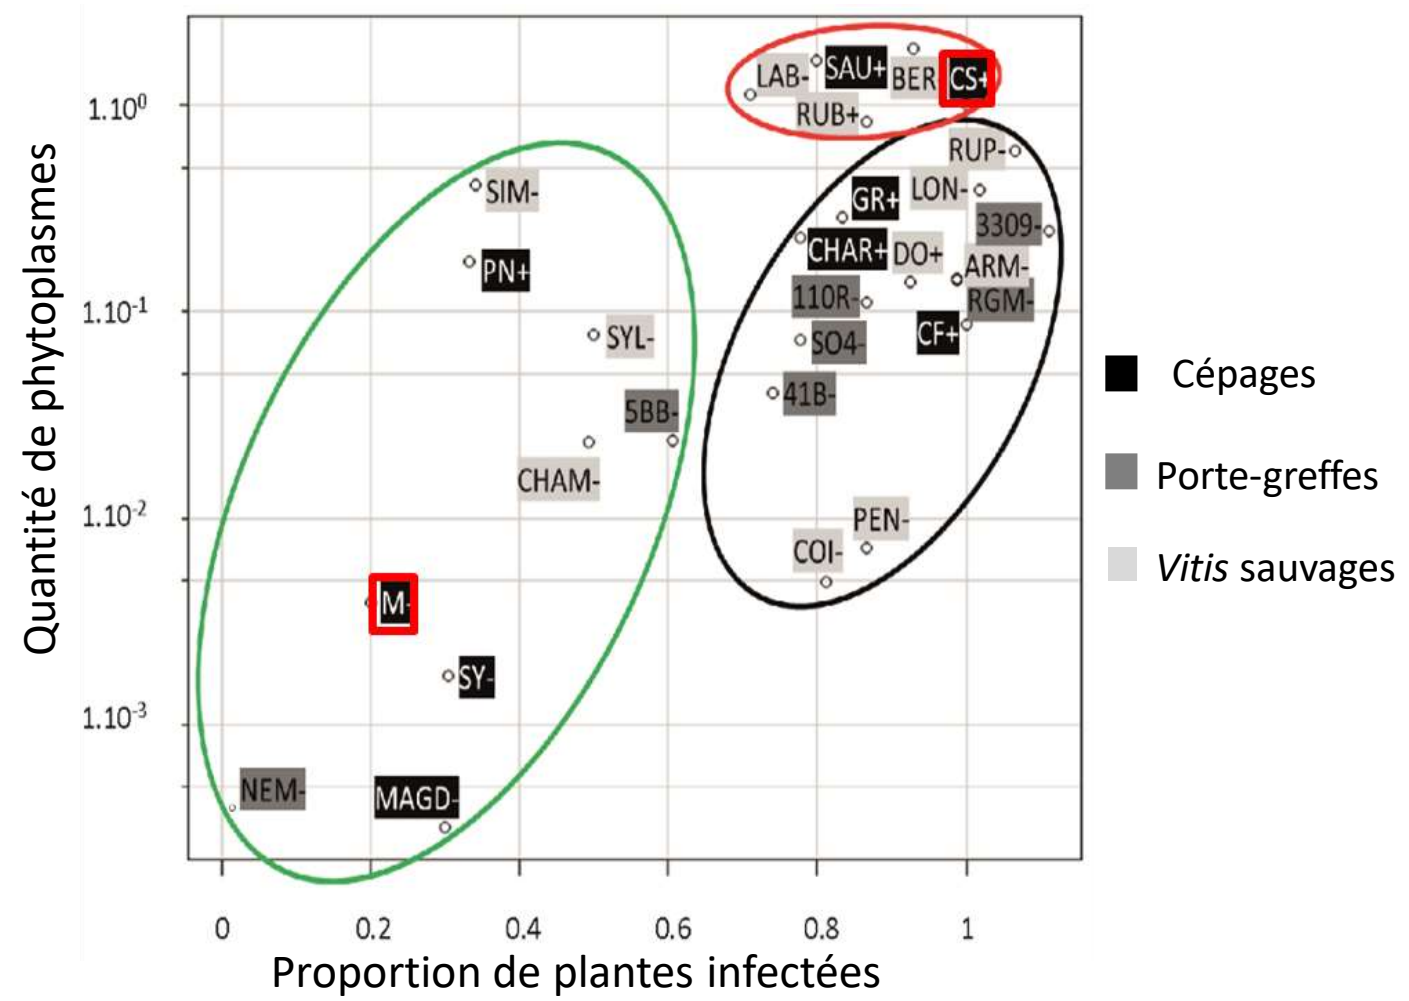 Quantité de phytoplasmes
1.10⁰
1.10⁻¹
1.10⁻²
1.10⁻³
LAB-
SAU+
BER
CS+
RUB+
RUP-
SIM-
GR+
LON-
3309-
PN+
CHAR+
DO+
ARM-
110R-
RGM-
SYL-
SO4-
CF+
5BB-
41B-
CHAM-
PEN-
COI-
M-
SY-
NEM-
MAGD-
0 0.2 0.4 0.6 0.8 1
Proportion de plantes infectées
Cépages
Porte-greffes
Vitis sauvages